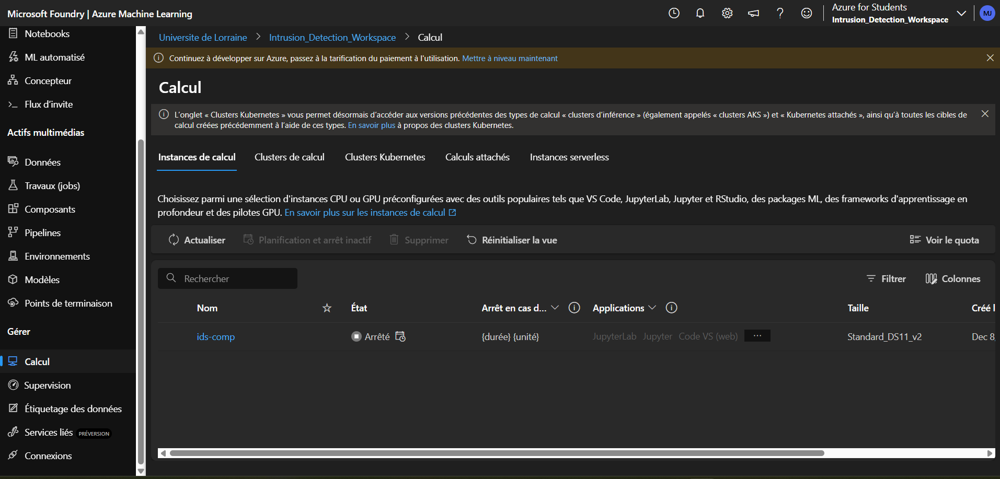 Microsoft Foundry | Azure Machine Learning
Azure for Students
Intrusion_Detection_Workspace
MJ
Notebooks
ML automatisé
Concepteur
Flux d'invite
Actifs multimédias
Données
Travaux (jobs)
Composants
Pipelines
Environnements
Modèles
Points de terminaison
Gérer
Calcul
Supervision
Étiquetage des données
Services liés PRÉVERSION
Connexions
Universite de Lorraine > Intrusion_Detection_Workspace > Calcul
Continuez à développer sur Azure, passez à la tarification du paiement à l'utilisation. Mettre à niveau maintenant
Calcul
L'onglet « Clusters Kubernetes » vous permet désormais d'accéder aux versions précédentes des types de calcul « clusters d'inférence » (également appelés « clusters AKS ») et « Kubernetes attachés », ainsi qu'à toutes les cibles de
calcul créées précédemment à l'aide de ces types. En savoir plus à propos des clusters Kubernetes.
Instances de calcul Clusters de calcul Clusters Kubernetes Calculs attachés Instances serverless
Choisissez parmi une sélection d'instances CPU ou GPU préconfigurées avec des outils populaires tels que VS Code, JupyterLab, Jupyter et RStudio, des packages ML, des frameworks d'apprentissage en
profondeur et des pilotes GPU. En savoir plus sur les instances de calcul
Actualiser Planification et arrêt inactif Supprimer Réinitialiser la vue Voir le quota
Rechercher Filtrer Colonnes
Nom État Arrêt en cas d... Applications Taille Créé l
ids-comp Arrêté {durée} {unité} JupyterLab Jupyter Code VS (web) ... Standard_DS11_v2 Dec 8,